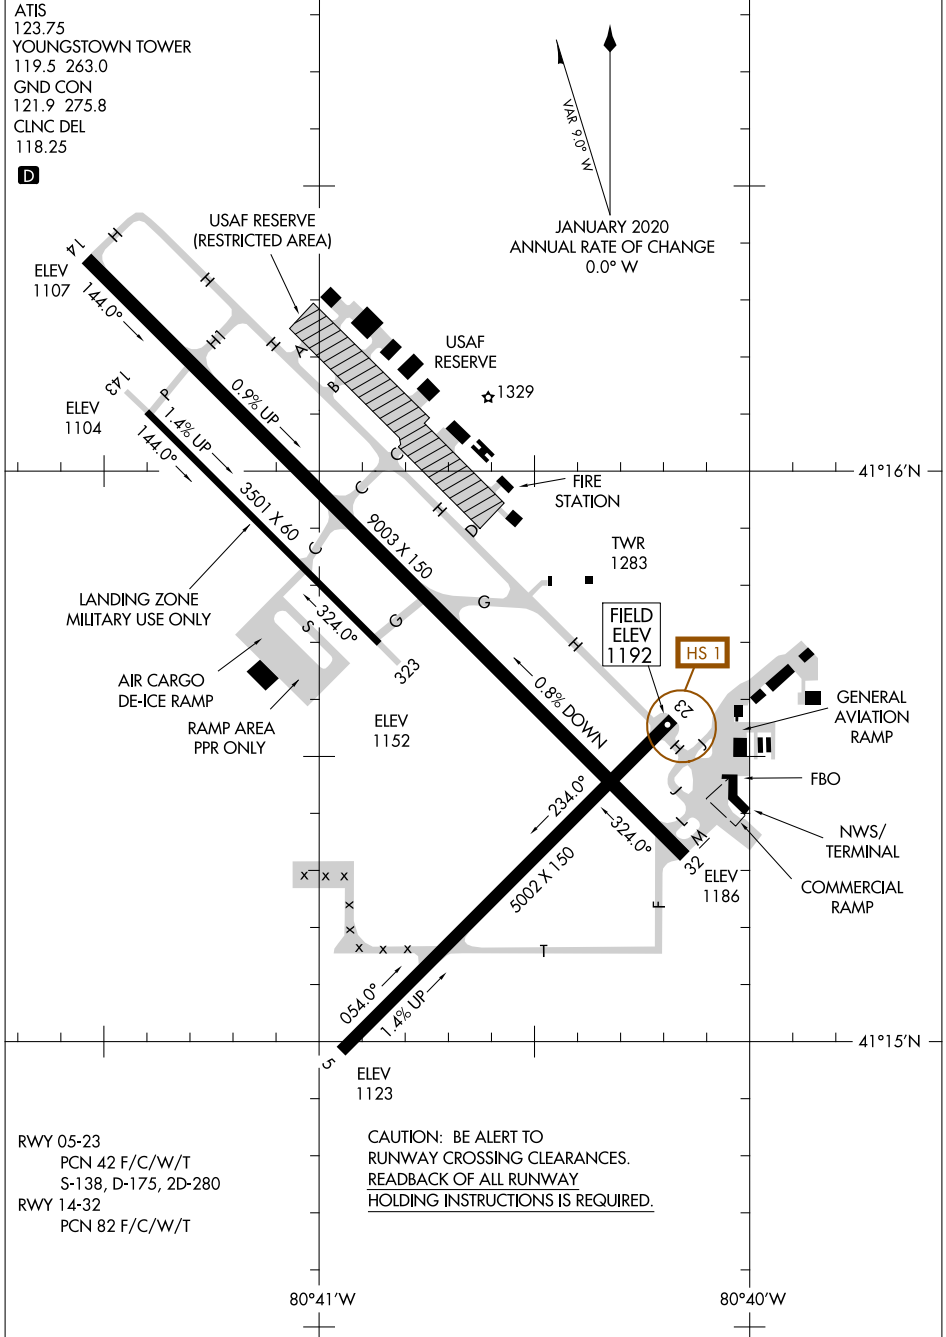 ATIS
123.75
YOUNGSTOWN TOWER
119.5 263.0
GND CON
121.9 275.8
CLNC DEL
118.25
D
VAR 9.0° W
JANUARY 2020
ANNUAL RATE OF CHANGE
0.0° W
USAF RESERVE
(RESTRICTED AREA)
14
H
ELEV
1107
144.0°
H
H1
H
A
B
USAF
RESERVE
1329
143
P
ELEV
1104
1.4% UP
144.0°
0.9% UP
C
C
C
41°16'N
FIRE
STATION
3501 X 60
9003 X 150
H
D
TWR
1283
LANDING ZONE
MILITARY USE ONLY
324.0°
S
G
G
H
323
FIELD
ELEV
1192
HS 1
AIR CARGO
DE-ICE RAMP
RAMP AREA
PPR ONLY
ELEV
1152
0.8% DOWN
23
H
J
GENERAL
AVIATION
RAMP
FBO
234.0°
324.0°
J
L
M
32
NWS/
TERMINAL
ELEV
1186
COMMERCIAL
RAMP
5002 X 150
X X X
X
X
X X X
F
T
054.0°
1.4% UP
5
41°15'N
ELEV
1123
RWY 05-23
PCN 42 F/C/W/T
S-138, D-175, 2D-280
RWY 14-32
PCN 82 F/C/W/T
CAUTION: BE ALERT TO
RUNWAY CROSSING CLEARANCES.
READBACK OF ALL RUNWAY
HOLDING INSTRUCTIONS IS REQUIRED.
80°41'W
80°40'W